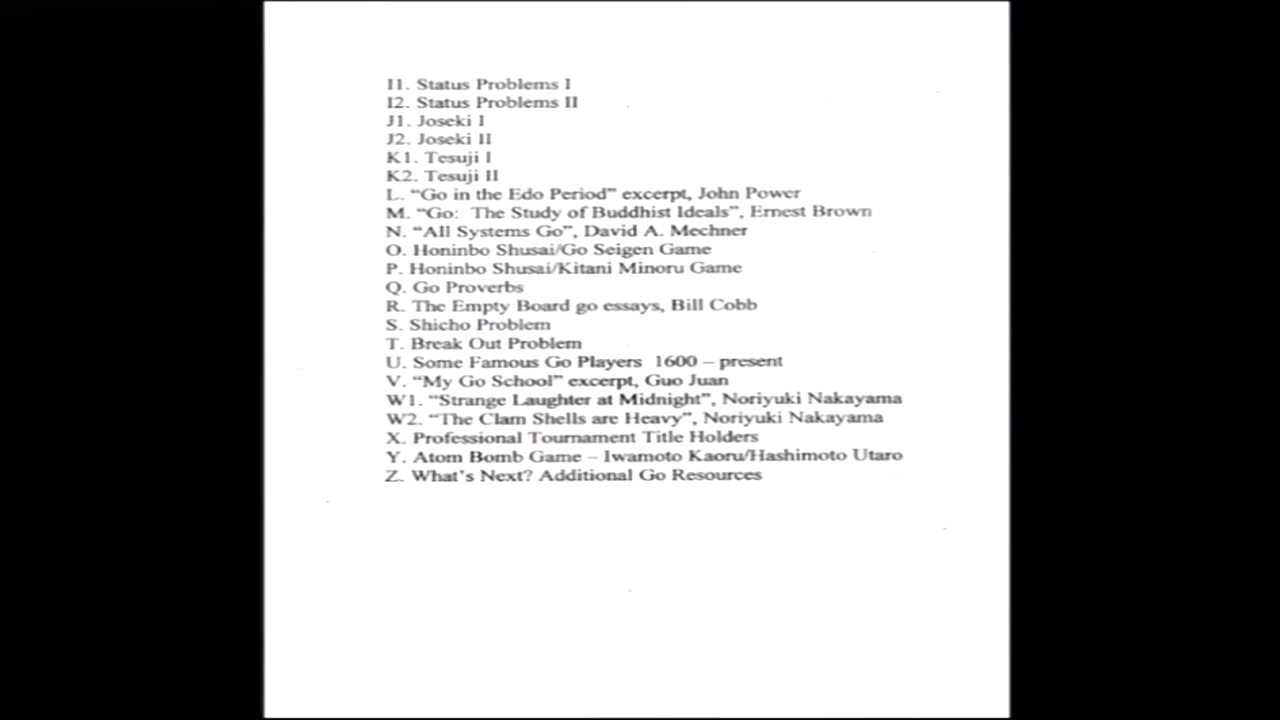 I1. Status Problems I
I2. Status Problems II
J1. Joseki I
J2. Joseki II
K1. Tesuji I
K2. Tesuji II
L. “Go in the Edo Period” excerpt, John Power
M. “Go:  The Study of Buddhist Ideals”, Ernest Brown
N. “All Systems Go”, David A. Mechner
O. Honinbo Shusai/Go Seigen Game
P. Honinbo Shusai/Kitani Minoru Game
Q. Go Proverbs
R. The Empty Board go essays, Bill Cobb
S. Shicho Problem
T. Break Out Problem
U. Some Famous Go Players  1600 – present
V. “My Go School” excerpt, Guo Juan
W1. “Strange Laughter at Midnight”, Noriyuki Nakayama
W2. “The Clam Shells are Heavy”, Noriyuki Nakayama
X. Professional Tournament Title Holders
Y. Atom Bomb Game – Iwamoto Kaoru/Hashimoto Utaro
Z. What’s Next? Additional Go Resources